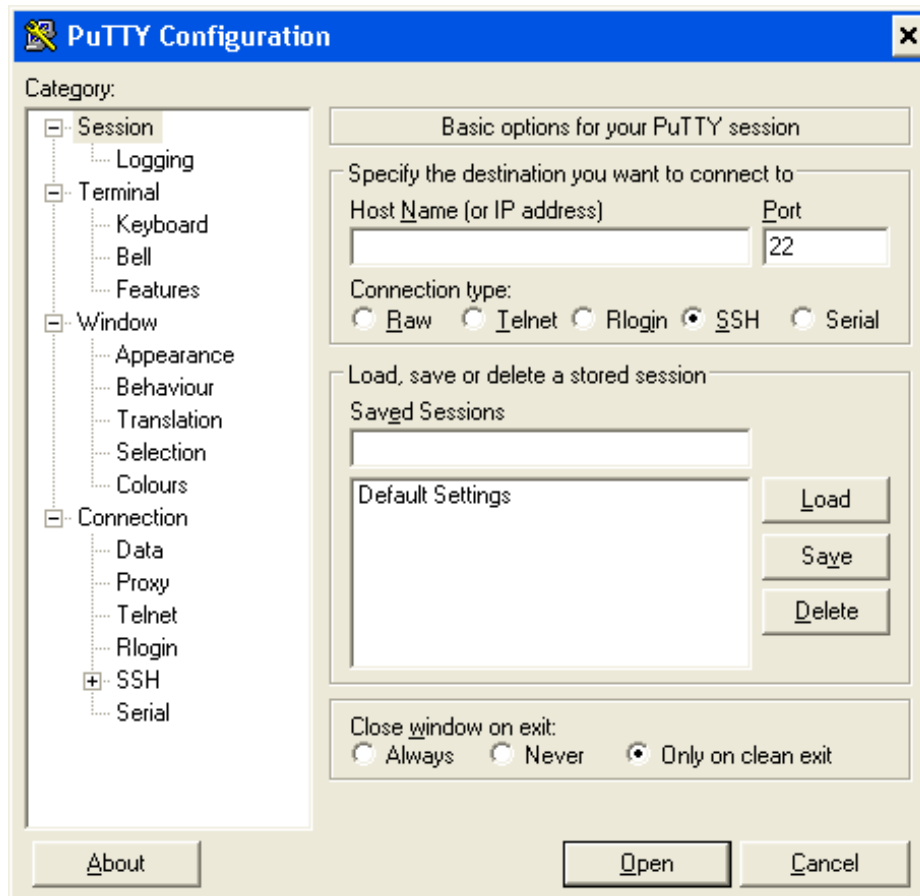 PuTTY Configuration
Category:
Session
Logging
Terminal
Keyboard
Bell
Features
Window
Appearance
Behaviour
Translation
Selection
Colours
Connection
Data
Proxy
Telnet
Rlogin
SSH
Serial
Basic options for your PuTTY session
Specify the destination you want to connect to
Host Name (or IP address) Port
22
Connection type:
Raw Telnet Rlogin SSH Serial
Load, save or delete a stored session
Saved Sessions
Default Settings
Load
Save
Delete
Close window on exit:
Always Never Only on clean exit
About Open Cancel